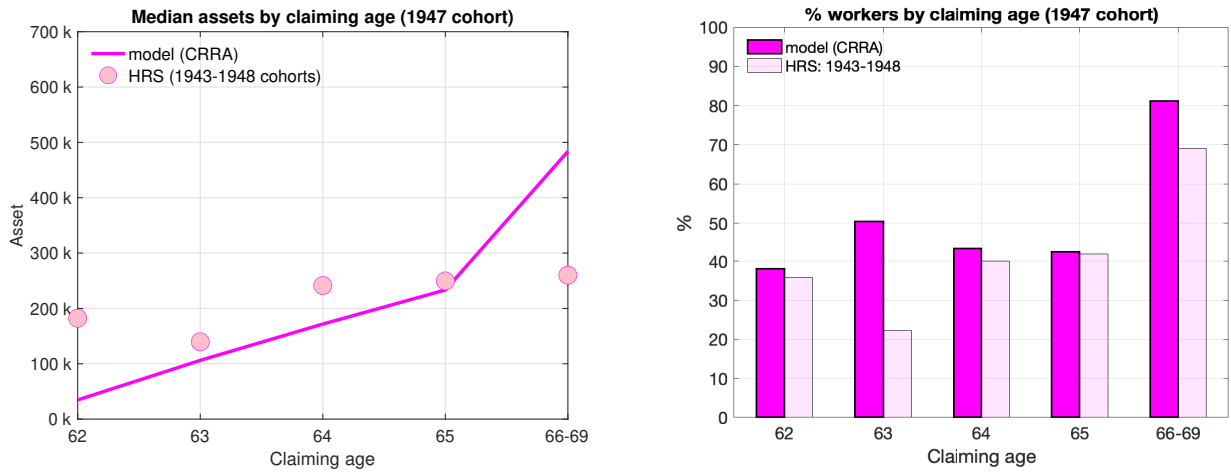 Median assets by claiming age (1947 cohort)
700 k
600 k
500 k
400 k
300 k
200 k
100 k
0 k
Asset
model (CRRA)
HRS (1943-1948 cohorts)
62 63 64 65 66-69
Claiming age
% workers by claiming age (1947 cohort)
100
90
80
70
60
50
40
30
20
10
0
%
model (CRRA)
HRS: 1943-1948
62 63 64 65 66-69
Claiming age